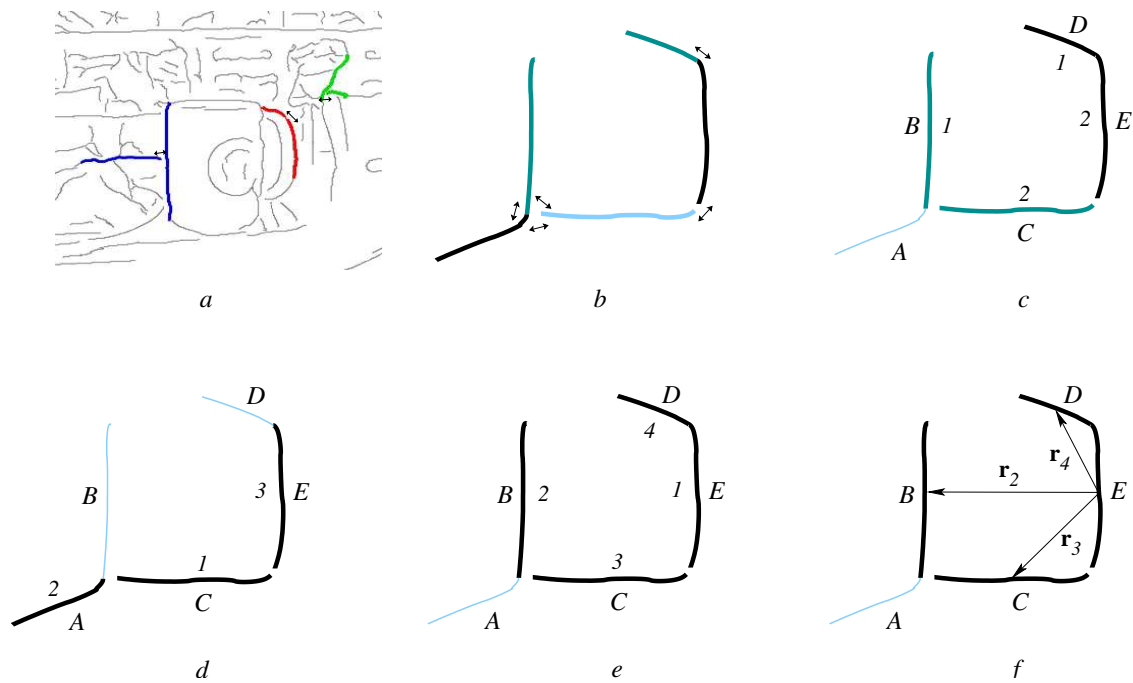 D
1
B 1 2 E
2
A C
a b c
D D D
4 r4
B 3 E B 2 1 E B r2 E
r3
2 1 3
A C A C A C
d e f